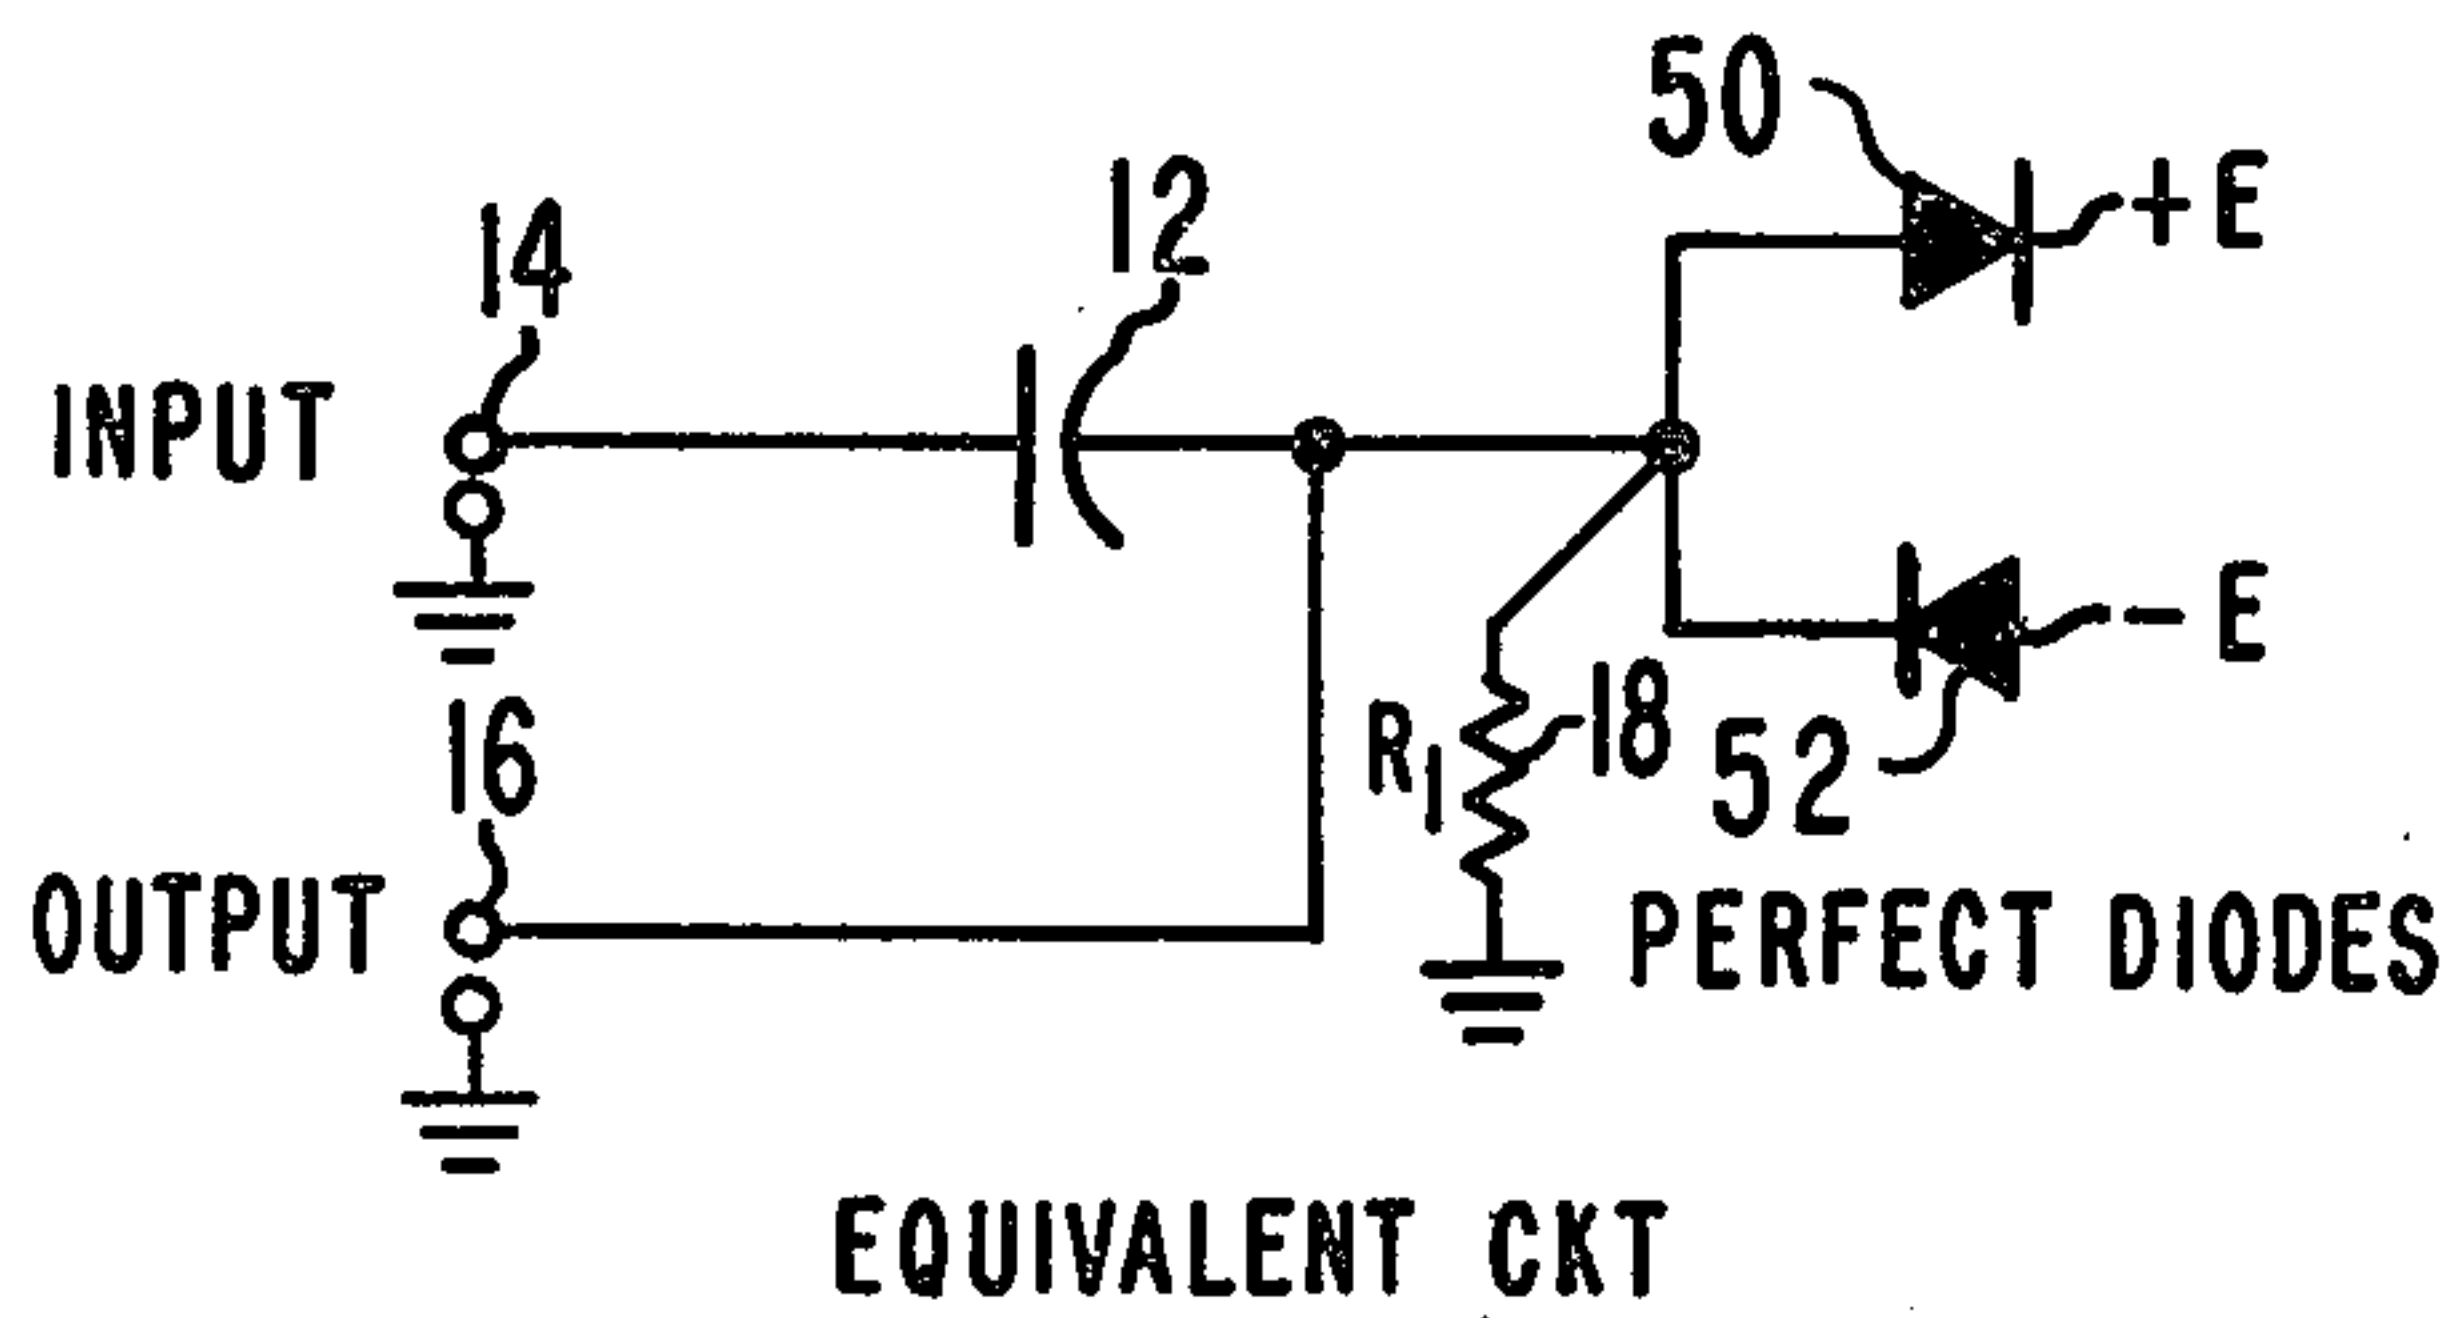 50
+E
12
14
INPUT
-E
R1
18
52
16
OUTPUT
PERFECT DIODES
EQUIVALENT CKT